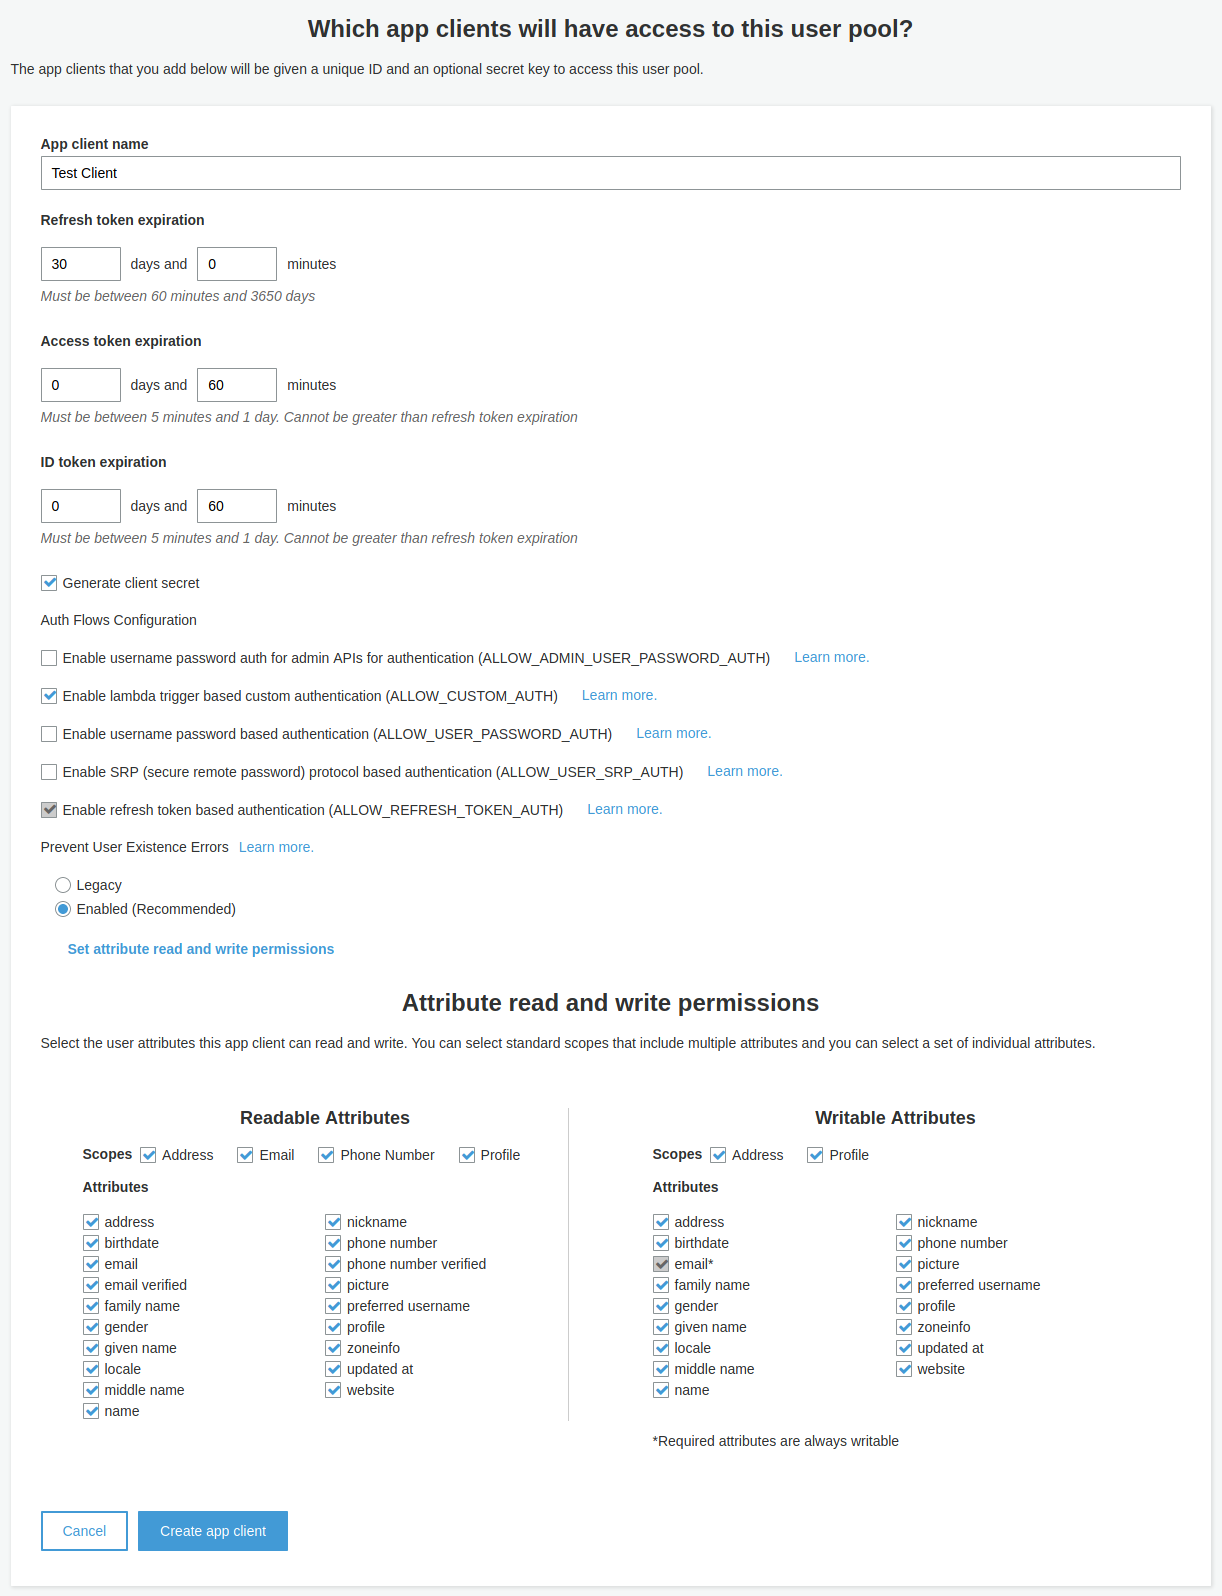 Which app clients will have access to this user pool?
The app clients that you add below will be given a unique ID and an optional secret key to access this user pool.
App client name
Test Client
Refresh token expiration
30 days and 0 minutes
Must be between 60 minutes and 3650 days
Access token expiration
0 days and 60 minutes
Must be between 5 minutes and 1 day. Cannot be greater than refresh token expiration
ID token expiration
0 days and 60 minutes
Must be between 5 minutes and 1 day. Cannot be greater than refresh token expiration
Generate client secret
Auth Flows Configuration
Enable username password auth for admin APIs for authentication (ALLOW_ADMIN_USER_PASSWORD_AUTH) Learn more.
Enable lambda trigger based custom authentication (ALLOW_CUSTOM_AUTH) Learn more.
Enable username password based authentication (ALLOW_USER_PASSWORD_AUTH) Learn more.
Enable SRP (secure remote password) protocol based authentication (ALLOW_USER_SRP_AUTH) Learn more.
Enable refresh token based authentication (ALLOW_REFRESH_TOKEN_AUTH) Learn more.
Prevent User Existence Errors Learn more.
Legacy
Enabled (Recommended)
Set attribute read and write permissions
Attribute read and write permissions
Select the user attributes this app client can read and write. You can select standard scopes that include multiple attributes and you can select a set of individual attributes.
Readable Attributes
Scopes Address Email Phone Number Profile
Attributes
address
birthdate
email
email verified
family name
gender
given name
locale
middle name
name
nickname
phone number
phone number verified
picture
preferred username
profile
zoneinfo
updated at
website
Writable Attributes
Scopes Address Profile
Attributes
address
birthdate
email*
family name
gender
given name
locale
middle name
name
nickname
phone number
picture
preferred username
profile
zoneinfo
updated at
website
*Required attributes are always writable
Cancel Create app client